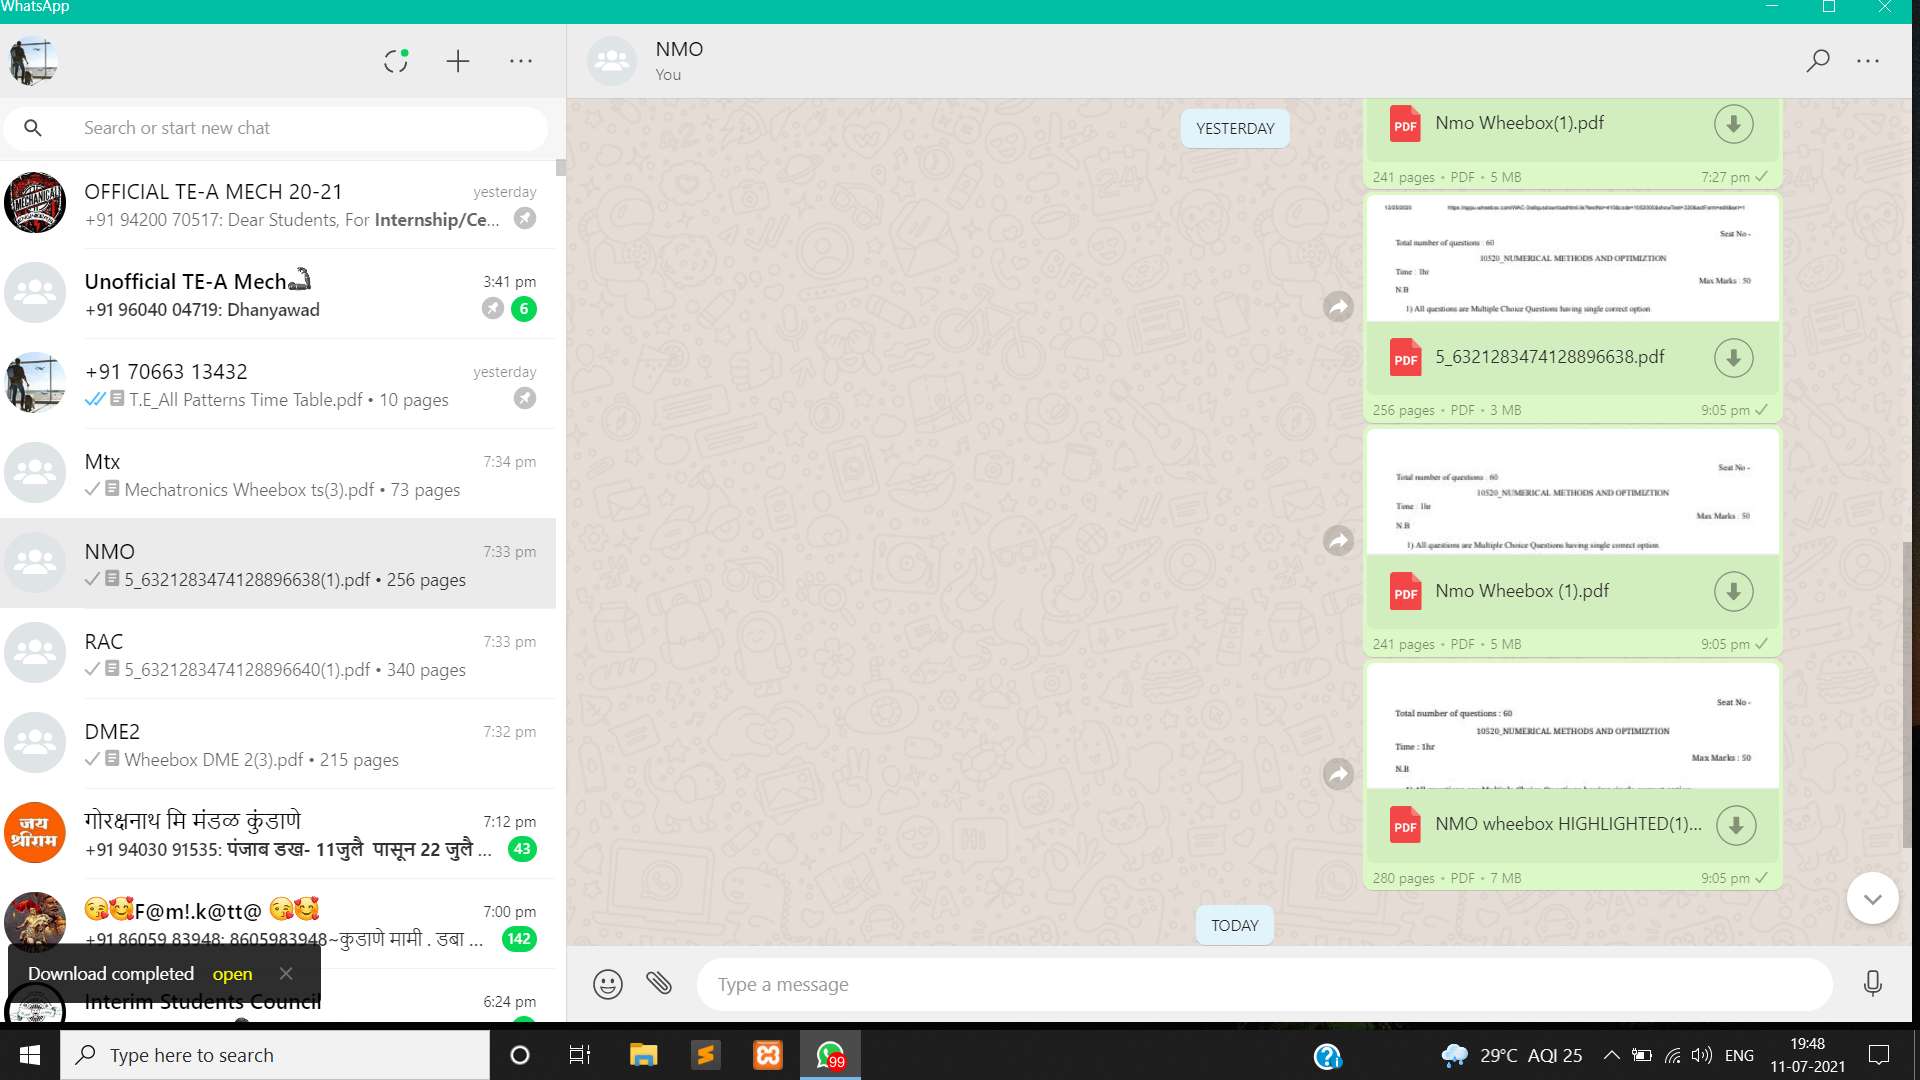 WhatsApp
Search or start new chat
OFFICIAL TE-A MECH 20-21
yesterday
+91 94200 70517: Dear Students, For Internship/Ce...
Unofficial TE-A Mech
3:41 pm
+91 96040 04719: Dhanyawad
6
+91 70663 13432
yesterday
T.E_All Patterns Time Table.pdf • 10 pages
Mtx
7:34 pm
Mechatronics Wheebox ts(3).pdf • 73 pages
NMO
7:33 pm
5_6321283474128896638(1).pdf • 256 pages
RAC
7:33 pm
5_6321283474128896640(1).pdf • 340 pages
DME2
7:32 pm
Wheebox DME 2(3).pdf • 215 pages
गोरक्षनाथ मि मंडळ कुंडाणे
7:12 pm
+91 94030 91535: पंजाब डख- 11जुलै पासून 22 जुलै ...
43
जय
श्रीराम
😘🥰F@m!.k@tt@ 😘🥰
7:00 pm
+91 86059 83948: 8605983948~कुडाणे मामी . डबा ...
142
Download completed open
Interim Students Council
6:24 pm
NMO
You
YESTERDAY
PDF Nmo Wheebox(1).pdf
241 pages • PDF • 5 MB 7:27 pm
12/25/2020
Seat No -
Total number of questions : 60
10520_NUMERICAL METHODS AND OPTIMIZTION
Time : 1hr
Max Marks : 50
N.B
1) All questions are Multiple Choice Questions having single correct option
PDF 5_6321283474128896638.pdf
256 pages • PDF • 3 MB 9:05 pm
Seat No -
Total number of questions : 60
10520_NUMERICAL METHODS AND OPTIMIZTION
Time : 1hr
Max Marks : 50
N.B
1) All questions are Multiple Choice Questions having single correct option
PDF Nmo Wheebox (1).pdf
241 pages • PDF • 5 MB 9:05 pm
Seat No -
Total number of questions : 60
10520_NUMERICAL METHODS AND OPTIMIZTION
Time : 1hr
Max Marks : 50
N.B
PDF NMO wheebox HIGHLIGHTED(1)...
280 pages • PDF • 7 MB 9:05 pm
TODAY
Type a message
Type here to search
99
29°C AQI 25
ENG
19:48
11-07-2021